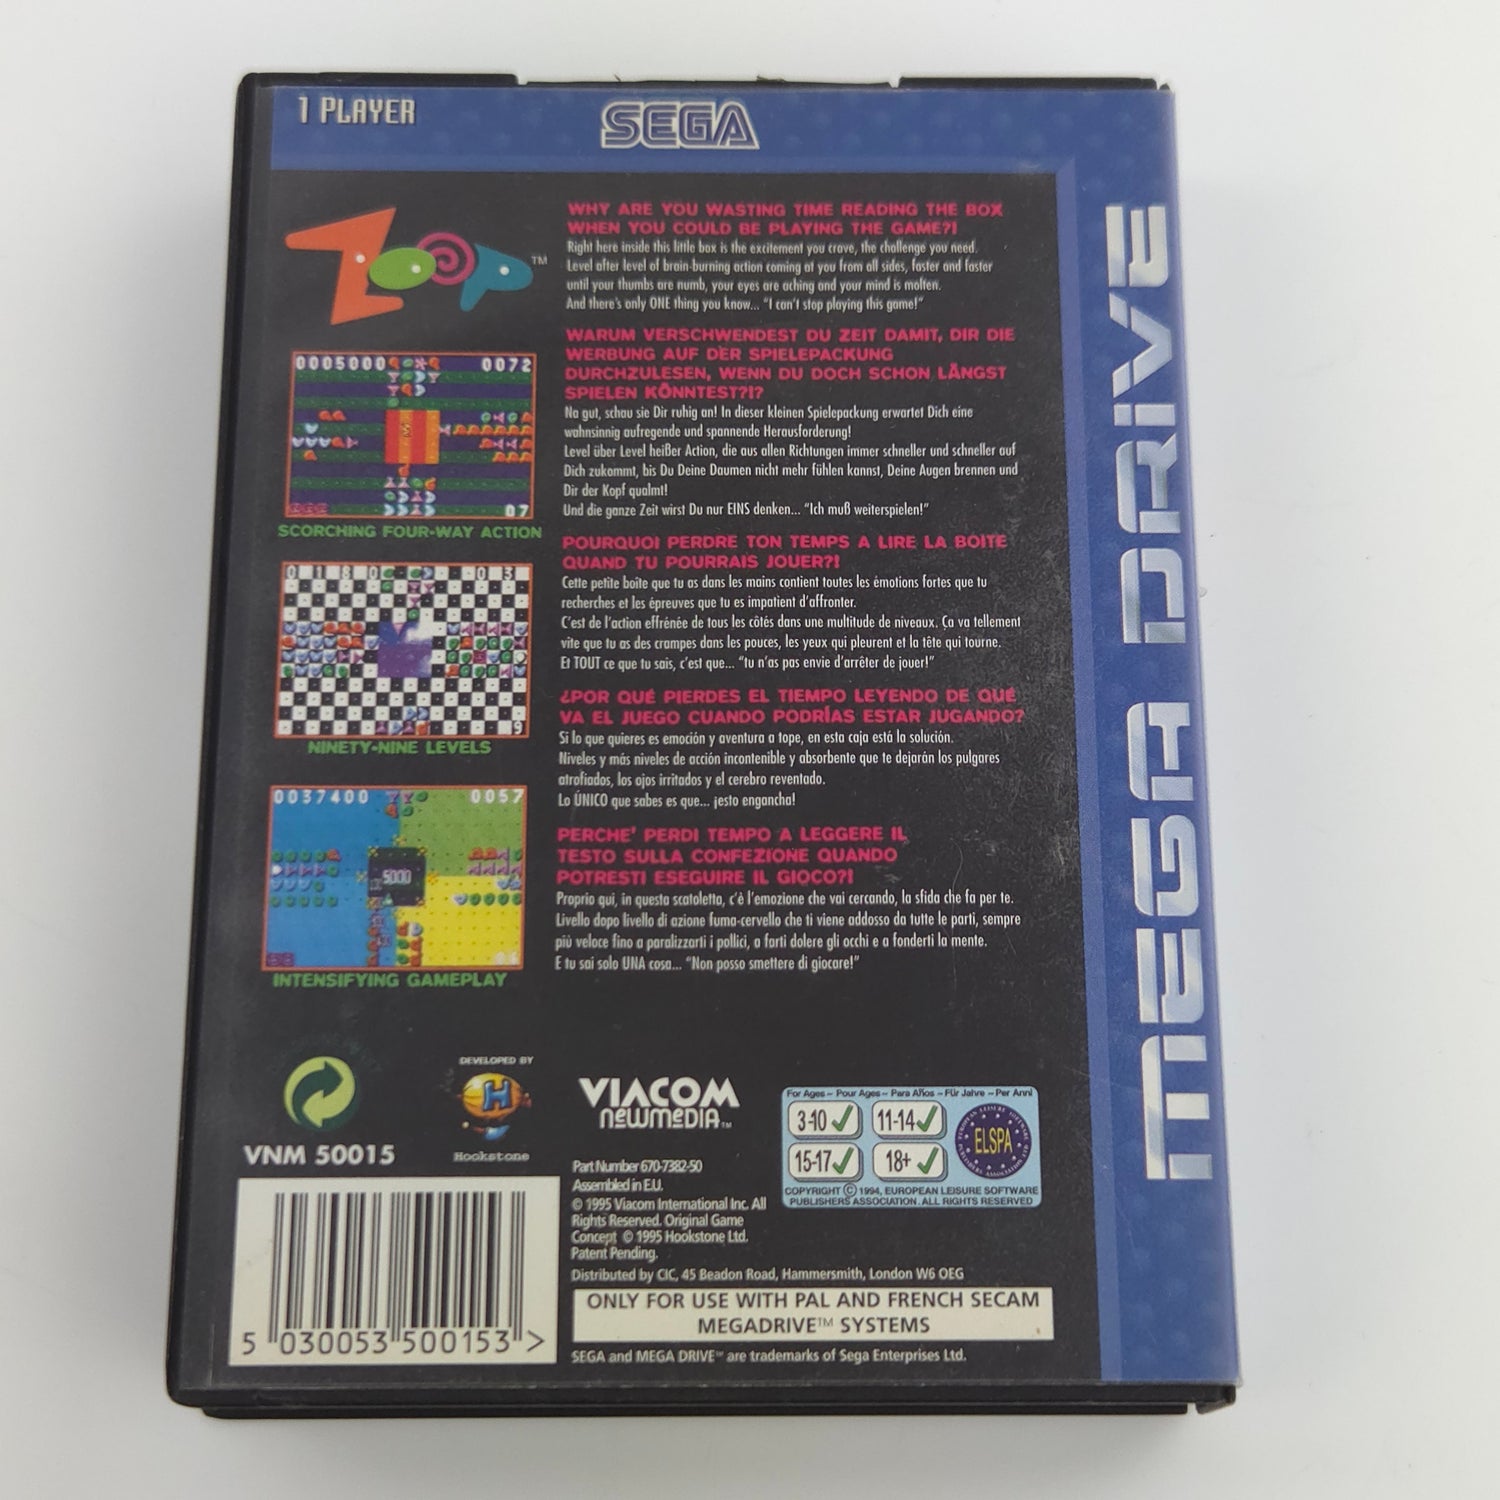 1 PLAYER
SEGA
MEGA DRIVE
ZOOP™
WHY ARE YOU WASTING TIME READING THE BOX
WHEN YOU COULD BE PLAYING THE GAME?!
Right here inside this little box is the excitement you crave, the challenge you need.
Level after level of brain-burning action coming at you from all sides, faster and faster
until your thumbs are numb, your eyes are aching and your mind is molten.
And there's only ONE thing you know... "I can't stop playing this game!"
WARUM VERSCHWENDEST DU ZEIT DAMIT, DIR DIE
WERBUNG AUF DER SPIELEPACKUNG
DURCHZULESEN, WENN DU DOCH SCHON LÄNGST
SPIELEN KÖNNTEST?!?
Na gut, schau sie Dir ruhig an! In dieser kleinen Spielepackung erwartet Dich eine
wahnsinnig aufregende und spannende Herausforderung!
Level über Level heißer Action, die aus allen Richtungen immer schneller und schneller auf
Dich zukommt, bis Du Deine Daumen nicht mehr fühlen kannst, Deine Augen brennen und
Dir der Kopf qualmt!
Und die ganze Zeit wirst Du nur EINS denken... "Ich muß weiterspielen!"
POURQUOI PERDRE TON TEMPS A LIRE LA BOITE
QUAND TU POURRAIS JOUER?!
Cette petite boîte que tu as dans les mains contient toutes les émotions fortes que tu
recherches et les épreuves que tu es impatient d'affronter.
C'est de l'action effrénée de tous les côtés dans une multitude de niveaux. Ça va tellement
vite que tu as des crampes dans les pouces, les yeux qui pleurent et la tête qui tourne.
Et TOUT ce que tu sais, c'est que... "tu n'as pas envie d'arrêter de jouer!"
¿POR QUÉ PIERDES EL TIEMPO LEYENDO DE QUÉ
VA EL JUEGO CUANDO PODRÍAS ESTAR JUGANDO?
Si lo que quieres es emoción y aventura a tope, en esta caja está la solución.
Niveles y más niveles de acción incontenible y absorbente que te dejarán los pulgares
atrofiados, los ojos irritados y el cerebro reventado.
Lo ÚNICO que sabes es que... ¡esto engancha!
PERCHE' PERDI TEMPO A LEGGERE IL
TESTO SULLA CONFEZIONE QUANDO
POTRESTI ESEGUIRE IL GIOCO?!
Proprio qui, in questa scatoletta, c'è l'emozione che vai cercando, la sfida che fa per te.
Livello dopo livello di azione fuma-cervello che ti viene addosso da tutte le parti, sempre
più veloce fino a paralizzarti i pollici, a farti dolere gli occhi e a fonderti la mente.
E tu sai solo UNA cosa... "Non posso smettere di giocare!"
0005000 0072
07
SCORCHING FOUR-WAY ACTION
0180 03
9
NINETY-NINE LEVELS
0037400 0057
5000
INTENSIFYING GAMEPLAY
DEVELOPED BY
H
Hookstone
VNM 50015
5 030053 500153 >
VIACOM
newmedia™
Part Number 670-7382-50
Assembled in E.U.
© 1995 Viacom International Inc. All
Rights Reserved. Original Game
Concept © 1995 Hookstone Ltd.
Patent Pending.
Distributed by CIC, 45 Beadon Road, Hammersmith, London W6 OEG
For Ages – Pour Ages – Para Años – Für Jahre – Per Anni
3-10 ✓ 11-14 ✓
15-17 ✓ 18+ ✓
ELSPA
COPYRIGHT © 1994, EUROPEAN LEISURE SOFTWARE
PUBLISHERS ASSOCIATION. ALL RIGHTS RESERVED
ONLY FOR USE WITH PAL AND FRENCH SECAM
MEGADRIVE™ SYSTEMS
SEGA and MEGA DRIVE™ are trademarks of Sega Enterprises Ltd.